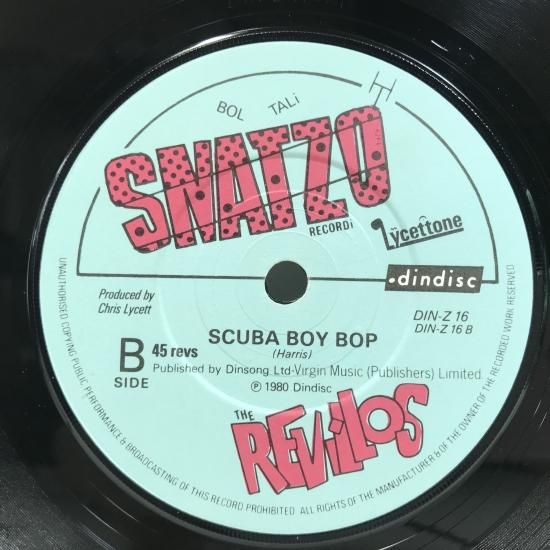 BOL TALi
SNATZO
RECORDI
Lycettone
.dindisc
Produced by
Chris Lycett
DIN-Z 16
DIN-Z 16 B
B
SIDE
45 revs
SCUBA BOY BOP
(Harris)
Published by Dinsong Ltd-Virgin Music (Publishers) Limited
℗ 1980 Dindisc
THE
REVillOS
UNAUTHORISED COPYING PUBLIC PERFORMANCE & BROADCASTING OF THIS RECORD PROHIBITED. ALL RIGHTS OF THE MANUFACTURER & OF THE OWNER OF THE RECORDED WORK RESERVED